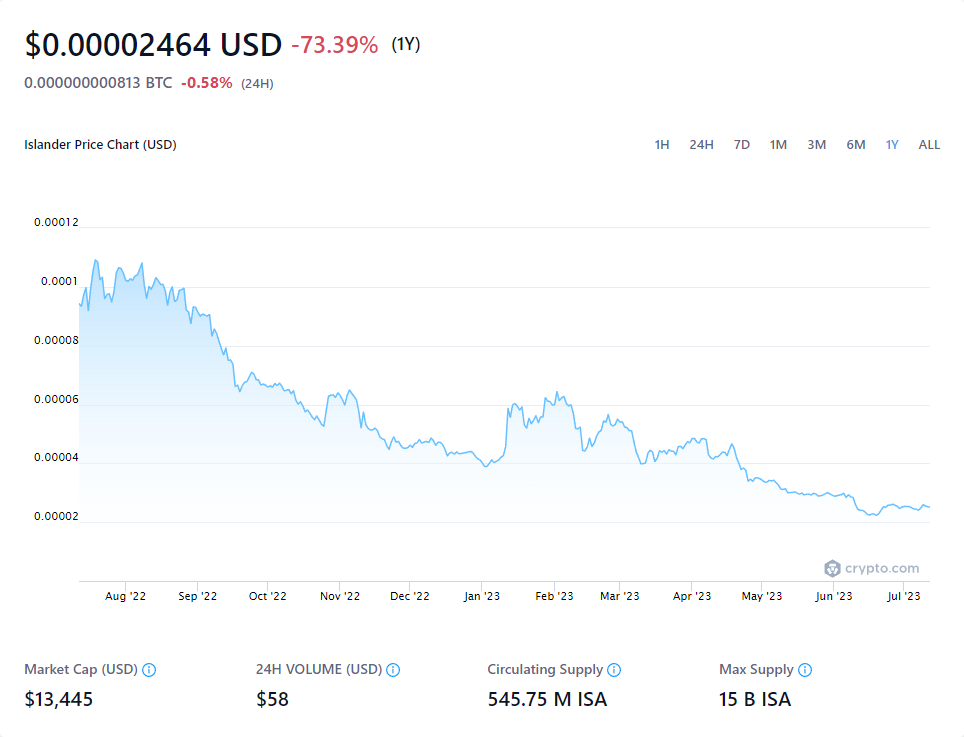 $0.00002464 USD -73.39% (1Y)
0.000000000813 BTC -0.58% (24H)
Islander Price Chart (USD) 1H 24H 7D 1M 3M 6M 1Y ALL
0.00012
0.0001
0.00008
0.00006
0.00004
0.00002
crypto.com
Aug '22 Sep '22 Oct '22 Nov '22 Dec '22 Jan '23 Feb '23 Mar '23 Apr '23 May '23 Jun '23 Jul '23
Market Cap (USD) 24H VOLUME (USD) Circulating Supply Max Supply
$13,445 $58 545.75 M ISA 15 B ISA